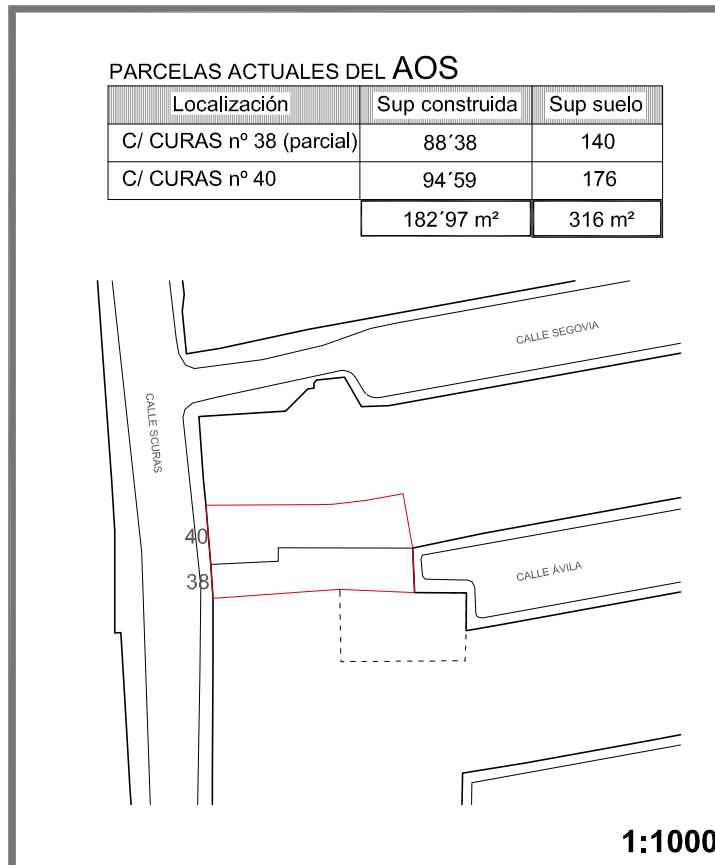 PARCELAS ACTUALES DEL AOS
Localización Sup construida Sup suelo
C/ CURAS nº 38 (parcial) 88´38 140
C/ CURAS nº 40 94´59 176
182´97 m² 316 m²
CALLE SEGOVIA
CALLE SCURAS
40
38
CALLE ÁVILA
1:1000